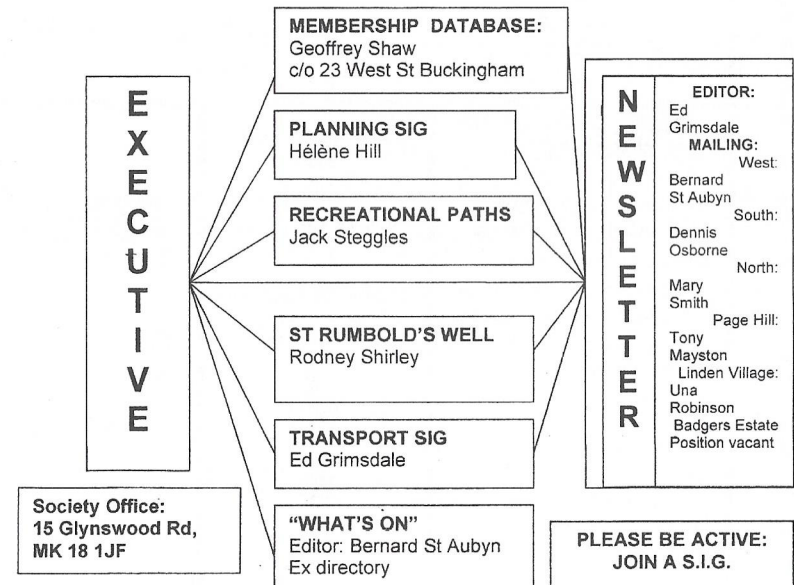 EXECUTIVE
MEMBERSHIP DATABASE:
Geoffrey Shaw
c/o 23 West St Buckingham
PLANNING SIG
Hélène Hill
RECREATIONAL PATHS
Jack Steggles
ST RUMBOLD'S WELL
Rodney Shirley
TRANSPORT SIG
Ed Grimsdale
"WHAT'S ON"
Editor: Bernard St Aubyn
Ex directory
NEWSLETTER
EDITOR:
Ed
Grimsdale
MAILING:
West:
Bernard
St Aubyn
South:
Dennis
Osborne
North:
Mary
Smith
Page Hill:
Tony
Mayston
Linden Village:
Una
Robinson
Badgers Estate
Position vacant
Society Office:
15 Glynswood Rd,
MK 18 1JF
PLEASE BE ACTIVE:
JOIN A S.I.G.